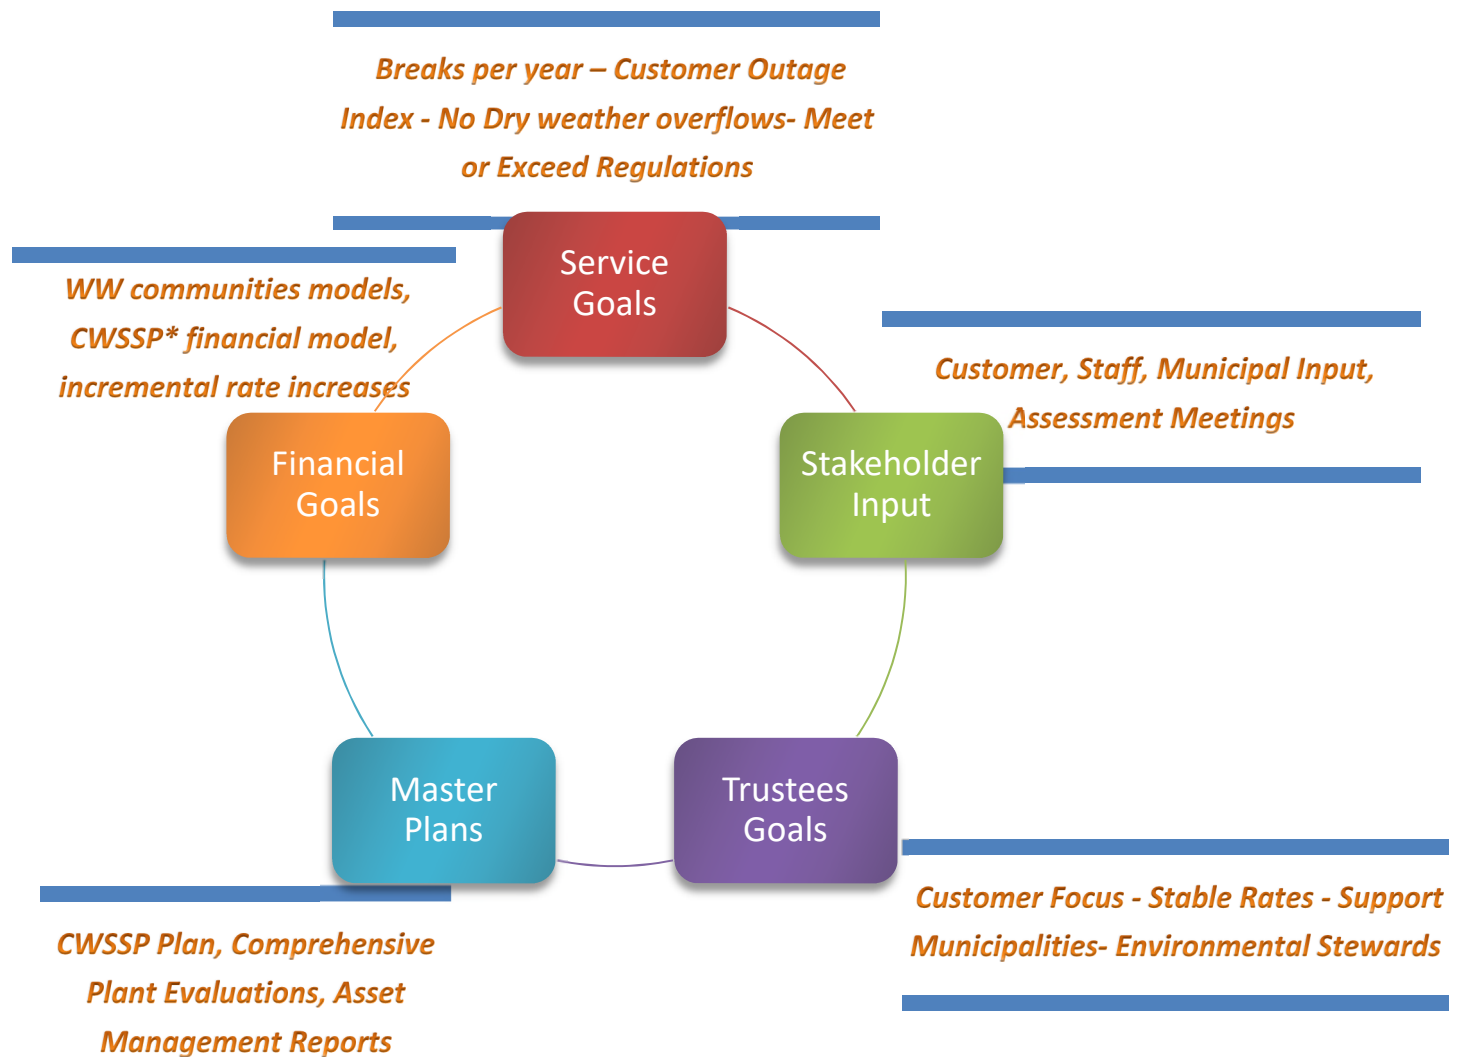 Breaks per year – Customer Outage
Index - No Dry weather overflows- Meet
or Exceed Regulations
Service
Goals
WW communities models,
CWSSP* financial model,
incremental rate increases
Customer, Staff, Municipal Input,
Assessment Meetings
Financial
Goals
Stakeholder
Input
Master
Plans
Trustees
Goals
Customer Focus - Stable Rates - Support
Municipalities- Environmental Stewards
CWSSP Plan, Comprehensive
Plant Evaluations, Asset
Management Reports